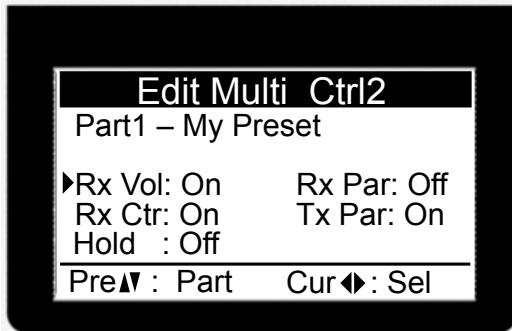 Edit Multi Ctrl2
Part1 – My Preset
Rx Vol: On Rx Par: Off
Rx Ctr: On Tx Par: On
Hold : Off
Pre▲▼ : Part Cur◆ : Sel